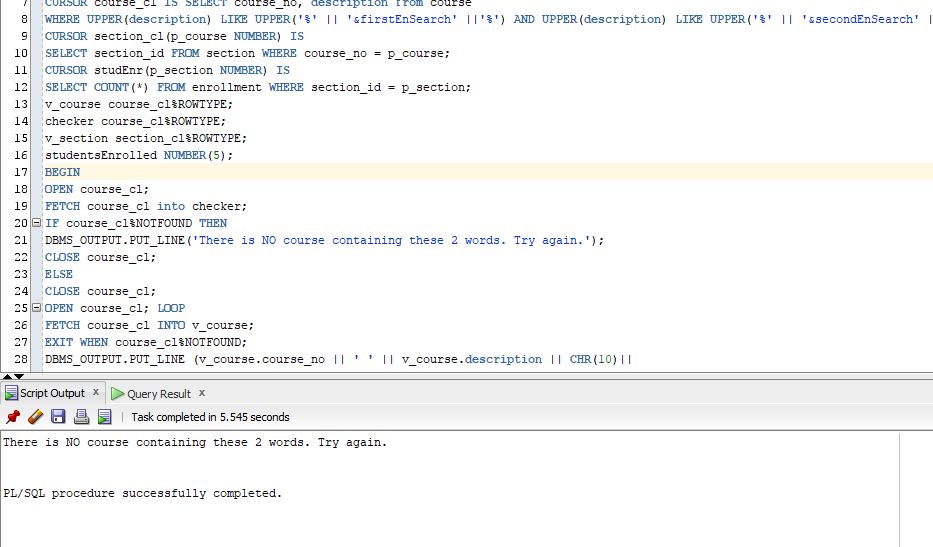 7 CURSOR course_cl IS SELECT course_no, description from course
8 WHERE UPPER(description) LIKE UPPER('%' || '&firstEnSearch' ||'%') AND UPPER(description) LIKE UPPER('%' || '&secondEnSearch' |
9 CURSOR section_cl(p_course NUMBER) IS
10 SELECT section_id FROM section WHERE course_no = p_course;
11 CURSOR studEnr(p_section NUMBER) IS
12 SELECT COUNT(*) FROM enrollment WHERE section_id = p_section;
13 v_course course_cl%ROWTYPE;
14 checker course_cl%ROWTYPE;
15 v_section section_cl%ROWTYPE;
16 studentsEnrolled NUMBER(5);
17 BEGIN
18 OPEN course_cl;
19 FETCH course_cl into checker;
20 IF course_cl%NOTFOUND THEN
21 DBMS_OUTPUT.PUT_LINE('There is NO course containing these 2 words. Try again.');
22 CLOSE course_cl;
23 ELSE
24 CLOSE course_cl;
25 OPEN course_cl; LOOP
26 FETCH course_cl INTO v_course;
27 EXIT WHEN course_cl%NOTFOUND;
28 DBMS_OUTPUT.PUT_LINE (v_course.course_no || ' ' || v_course.description || CHR(10)||
Script Output x Query Result x
Task completed in 5.545 seconds
There is NO course containing these 2 words. Try again.
PL/SQL procedure successfully completed.